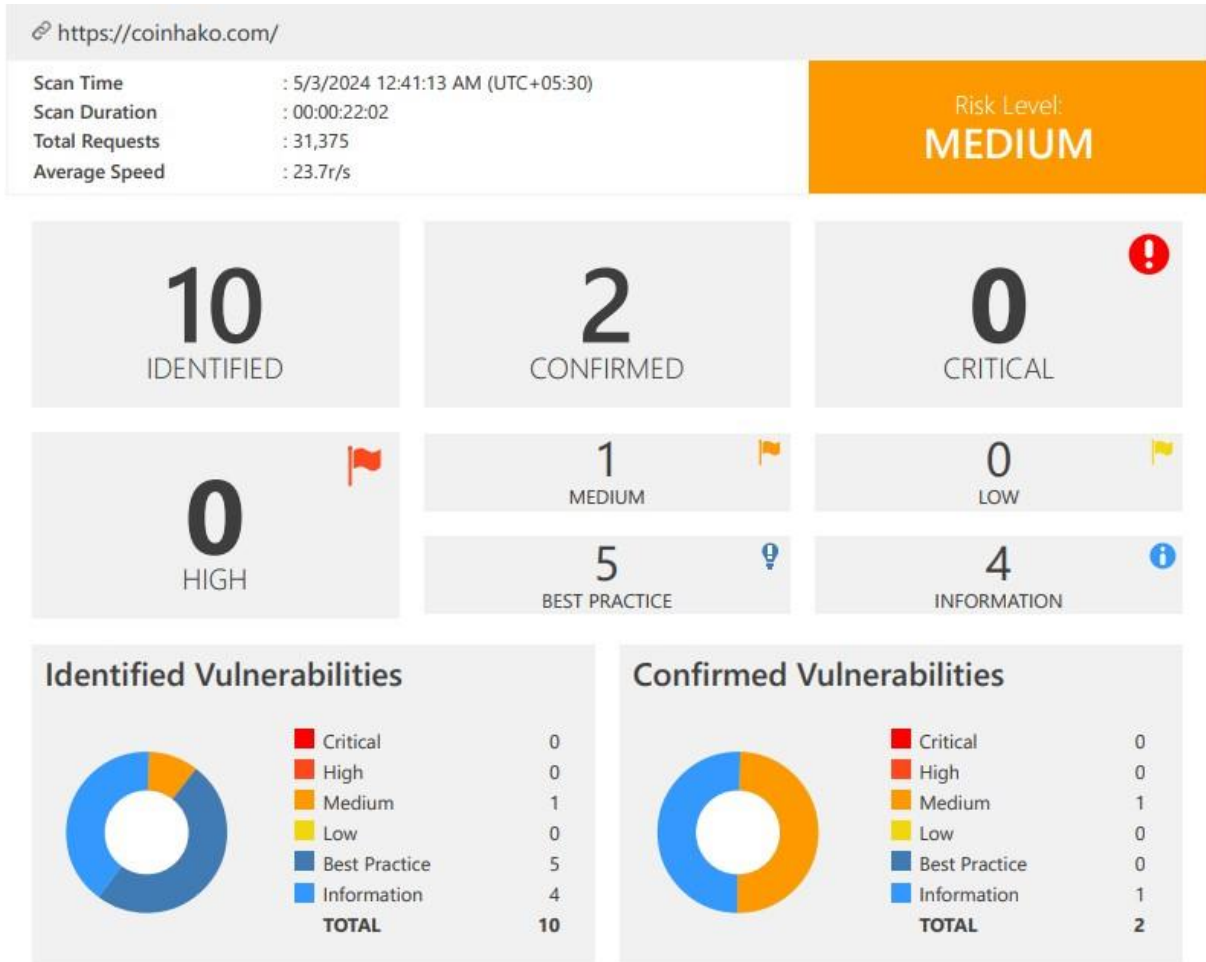 https://coinhako.com/
Scan Time : 5/3/2024 12:41:13 AM (UTC+05:30)
Scan Duration : 00:00:22:02
Total Requests : 31,375
Average Speed : 23.7r/s
Risk Level:
MEDIUM
10
IDENTIFIED
2
CONFIRMED
0
CRITICAL
0
HIGH
1
MEDIUM
0
LOW
5
BEST PRACTICE
4
INFORMATION
Identified Vulnerabilities
Critical 0
High 0
Medium 1
Low 0
Best Practice 5
Information 4
TOTAL 10
Confirmed Vulnerabilities
Critical 0
High 0
Medium 1
Low 0
Best Practice 0
Information 1
TOTAL 2